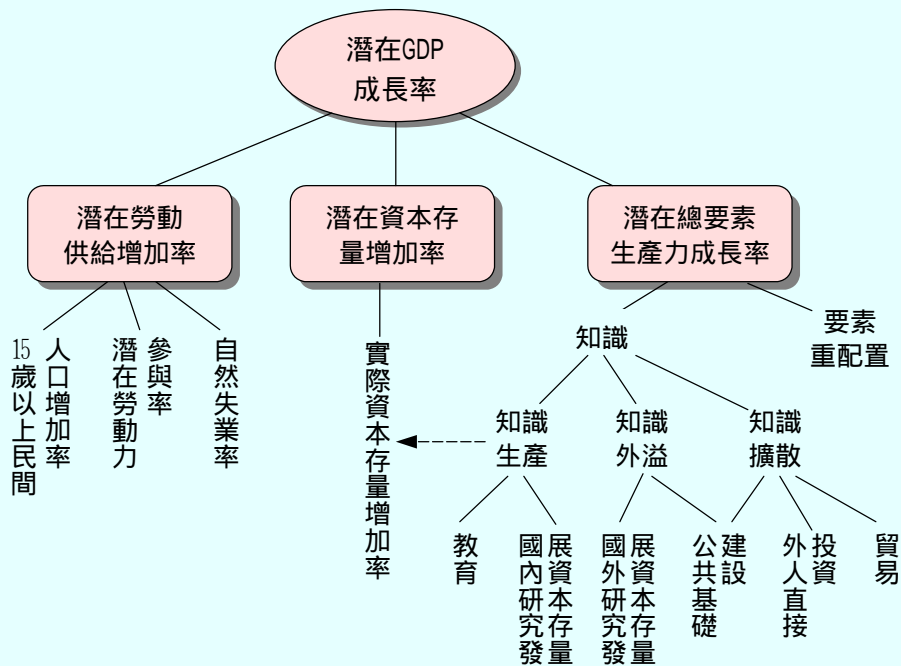 潛在GDP
成長率
潛在勞動
供給增加率
潛在資本存
量增加率
潛在總要素
生產力成長率
15歲以上民間
人口增加率
潛在勞動力
參與率
自然失業率
實際資本存量增加率
知識
要素
重配置
知識
生產
知識
外溢
知識
擴散
教育
國內研究發
展資本存量
國外研究發
展資本存量
公共基礎
建設
外人直接
投資
貿易